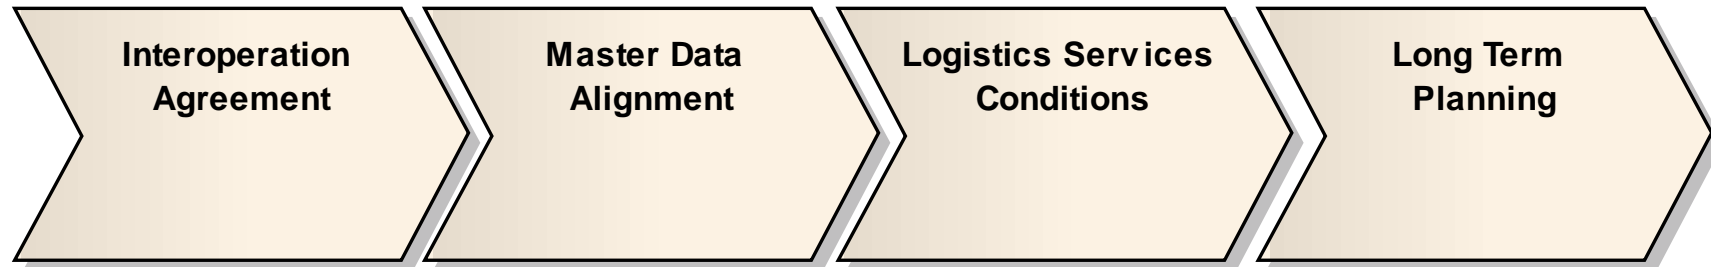 Interoperation
Agreement
Master Data
Alignment
Logistics Services
Conditions
Long Term
Planning